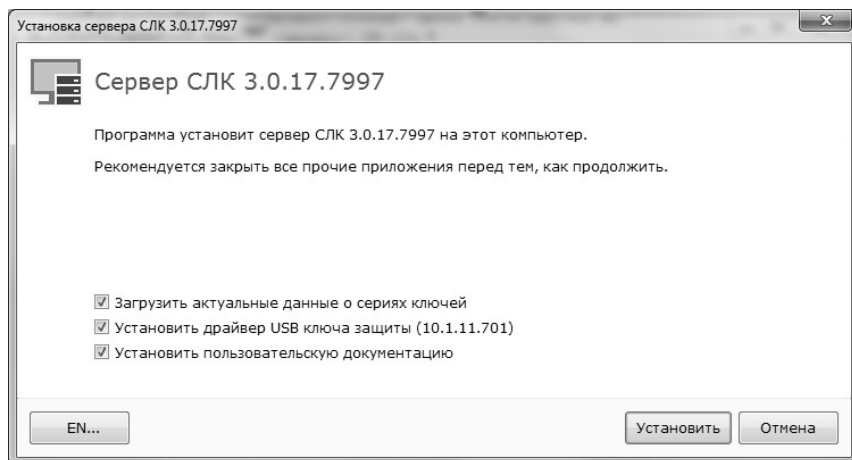 Установка сервера СЛК 3.0.17.7997
Сервер СЛК 3.0.17.7997
Программа установит сервер СЛК 3.0.17.7997 на этот компьютер.
Рекомендуется закрыть все прочие приложения перед тем, как продолжить.
Загрузить актуальные данные о сериях ключей
Установить драйвер USB ключа защиты (10.1.11.701)
Установить пользовательскую документацию
EN...
Установить
Отмена